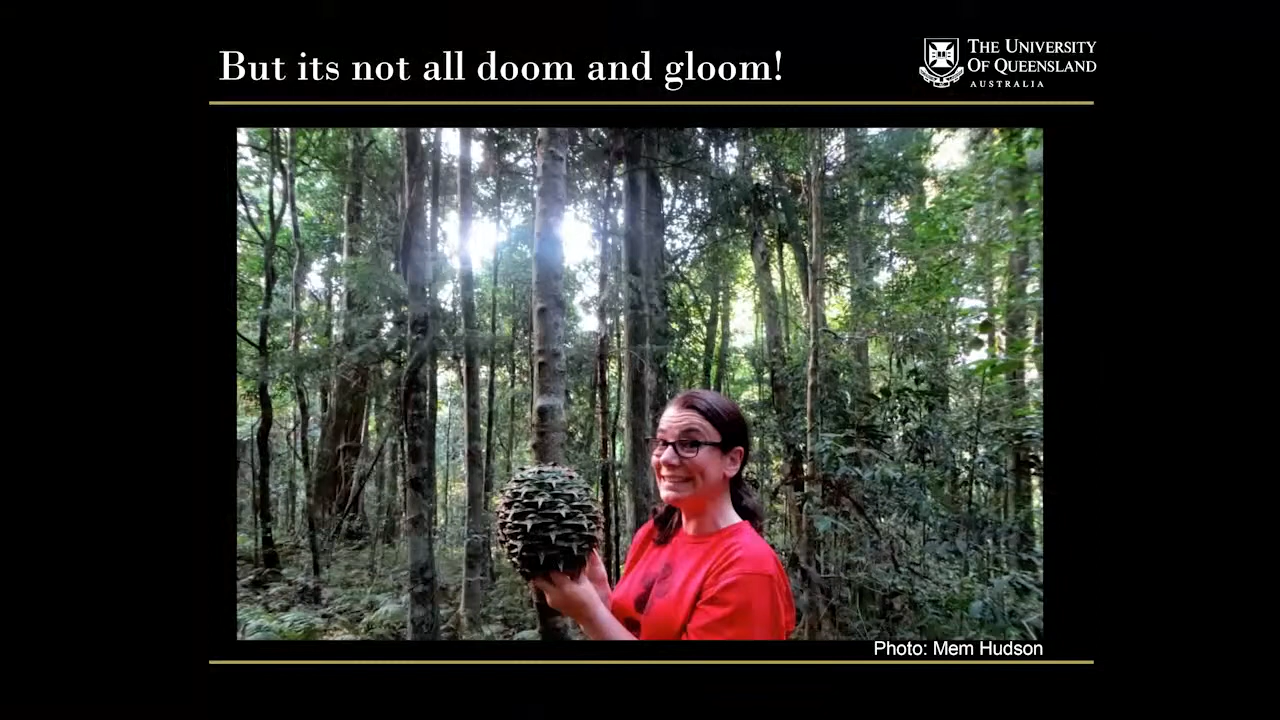 But its not all doom and gloom!
THE UNIVERSITY
OF QUEENSLAND
AUSTRALIA
Photo: Mem Hudson